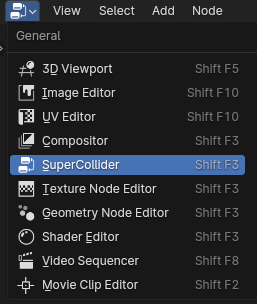 View Select Add Node
General
3D Viewport Shift F5
Image Editor Shift F10
UV Editor Shift F10
Compositor Shift F3
SuperCollider Shift F3
Texture Node Editor Shift F3
Geometry Node Editor Shift F3
Shader Editor Shift F3
Video Sequencer Shift F8
Movie Clip Editor Shift F2